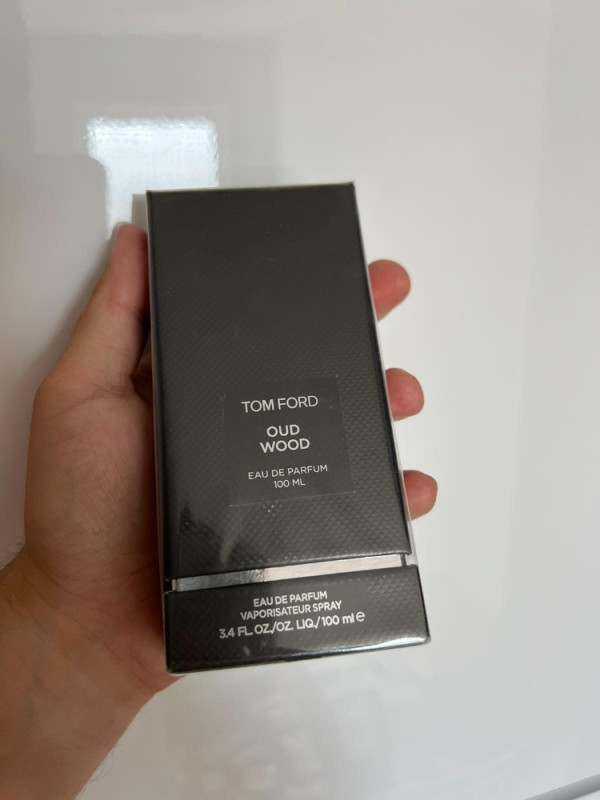 TOM FORD
OUD
WOOD
EAU DE PARFUM
100 ML
EAU DE PARFUM
VAPORISATEUR SPRAY
3.4 FL.OZ./OZ. LIQ./100 ml e